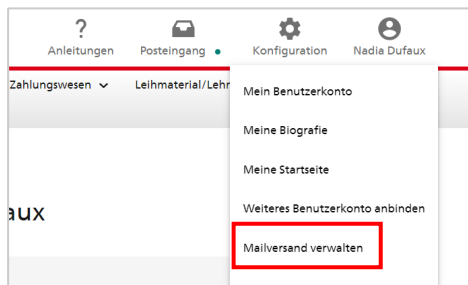 ?
Anleitungen Posteingang Konfiguration Nadia Dufaux
Zahlungswesen Leihmaterial/Lehr
Mein Benutzerkonto
Meine Biografie
Meine Startseite
aux
Weiteres Benutzerkonto anbinden
Mailversand verwalten